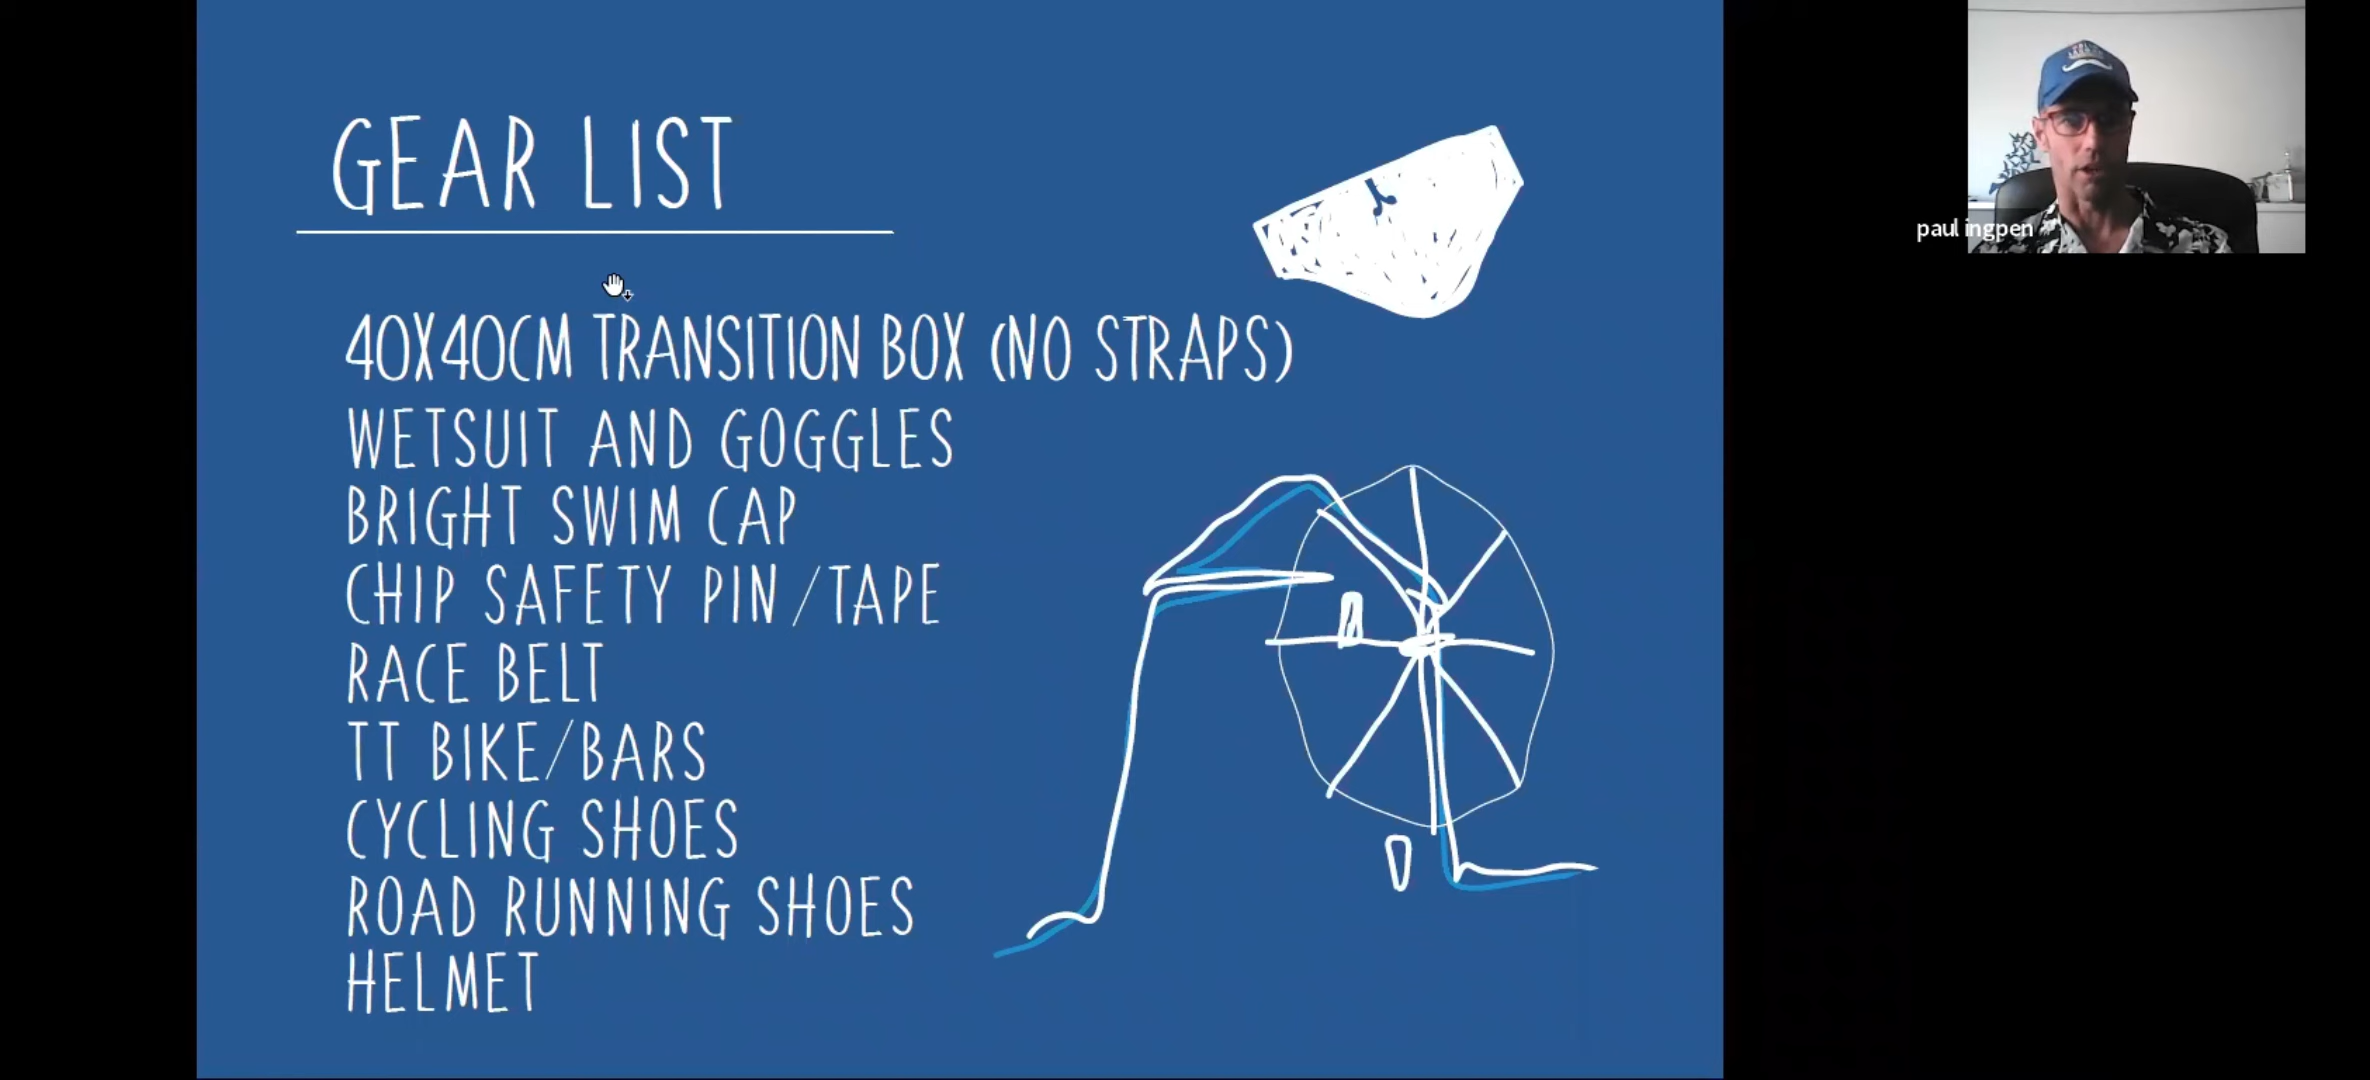 GEAR LIST
40X40CM TRANSITION BOX (NO STRAPS)
WETSUIT AND GOGGLES
BRIGHT SWIM CAP
CHIP SAFETY PIN/TAPE
RACE BELT
TT BIKE/BARS
CYCLING SHOES
ROAD RUNNING SHOES
HELMET
paul ingpen